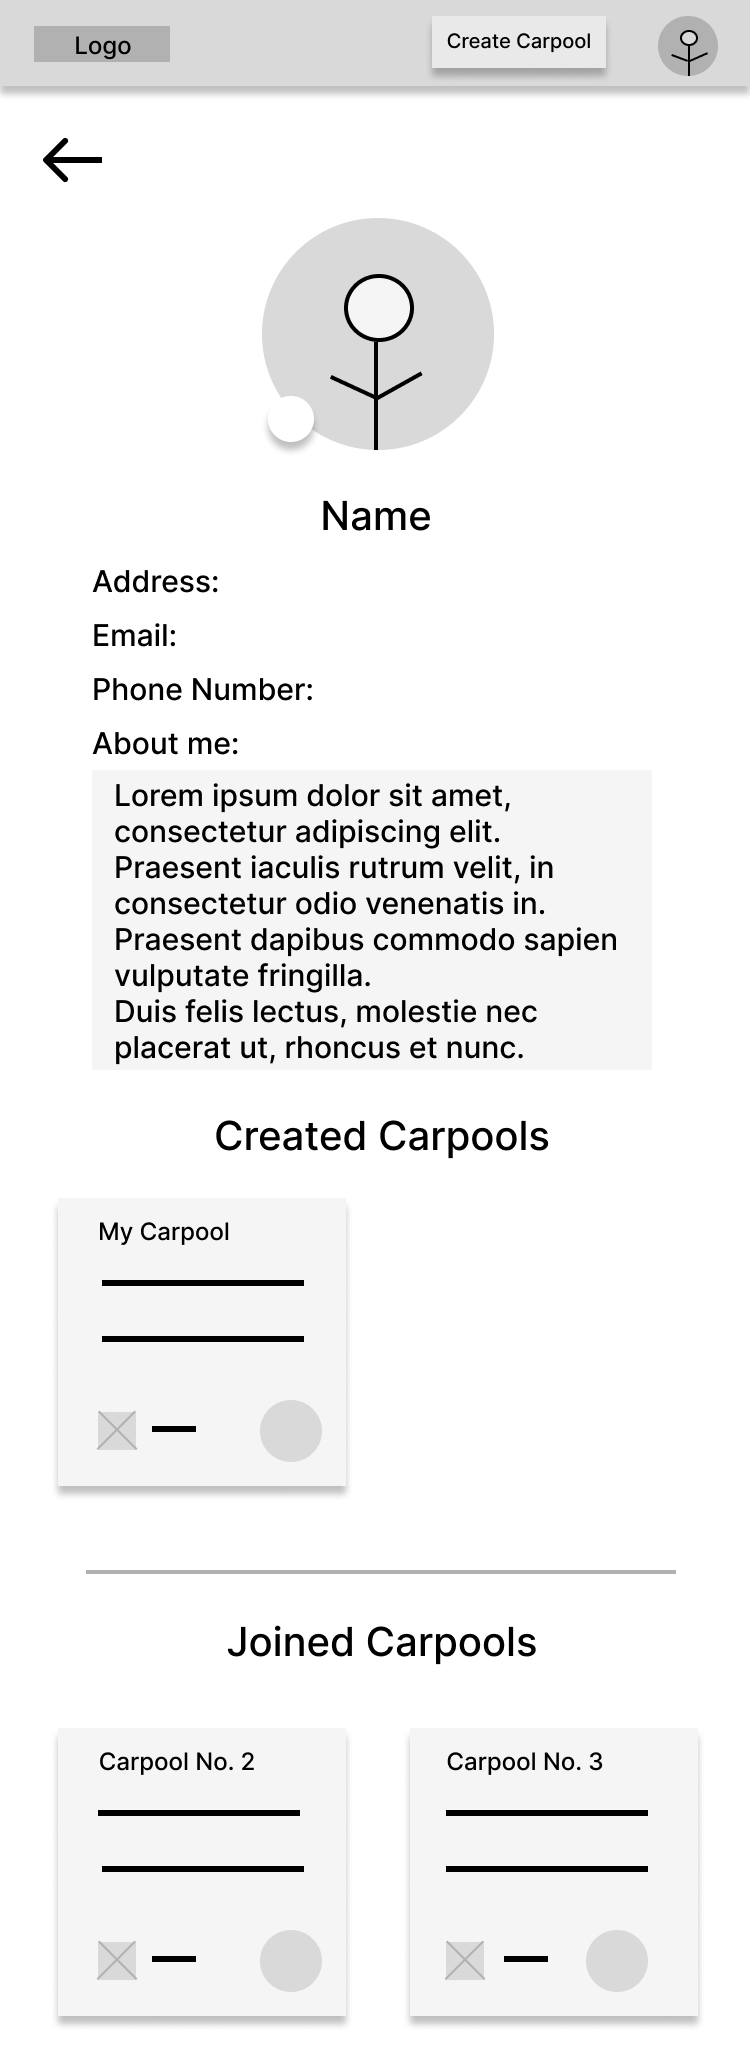 Logo
Create Carpool
Name
Address:
Email:
Phone Number:
About me:
Lorem ipsum dolor sit amet,
consectetur adipiscing elit.
Praesent iaculis rutrum velit, in
consectetur odio venenatis in.
Praesent dapibus commodo sapien
vulputate fringilla.
Duis felis lectus, molestie nec
placerat ut, rhoncus et nunc.
Created Carpools
My Carpool
Joined Carpools
Carpool No. 2
Carpool No. 3